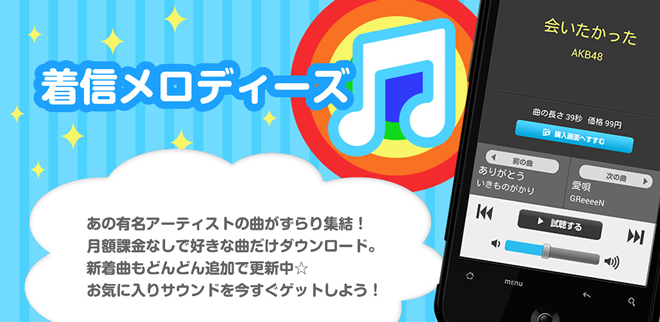 着信メロディーズ
あの有名アーティストの曲がずらり集結！
月額課金なしで好きな曲だけダウンロード。
新着曲もどんどん追加で更新中☆
お気に入りサウンドを今すぐゲットしよう！
会いたかった
AKB48
曲の長さ 39秒 価格 99円
購入画面へすすむ
前の曲
ありがとう
いきものがかり
次の曲
愛唄
GReeeeN
試聴する
MENU